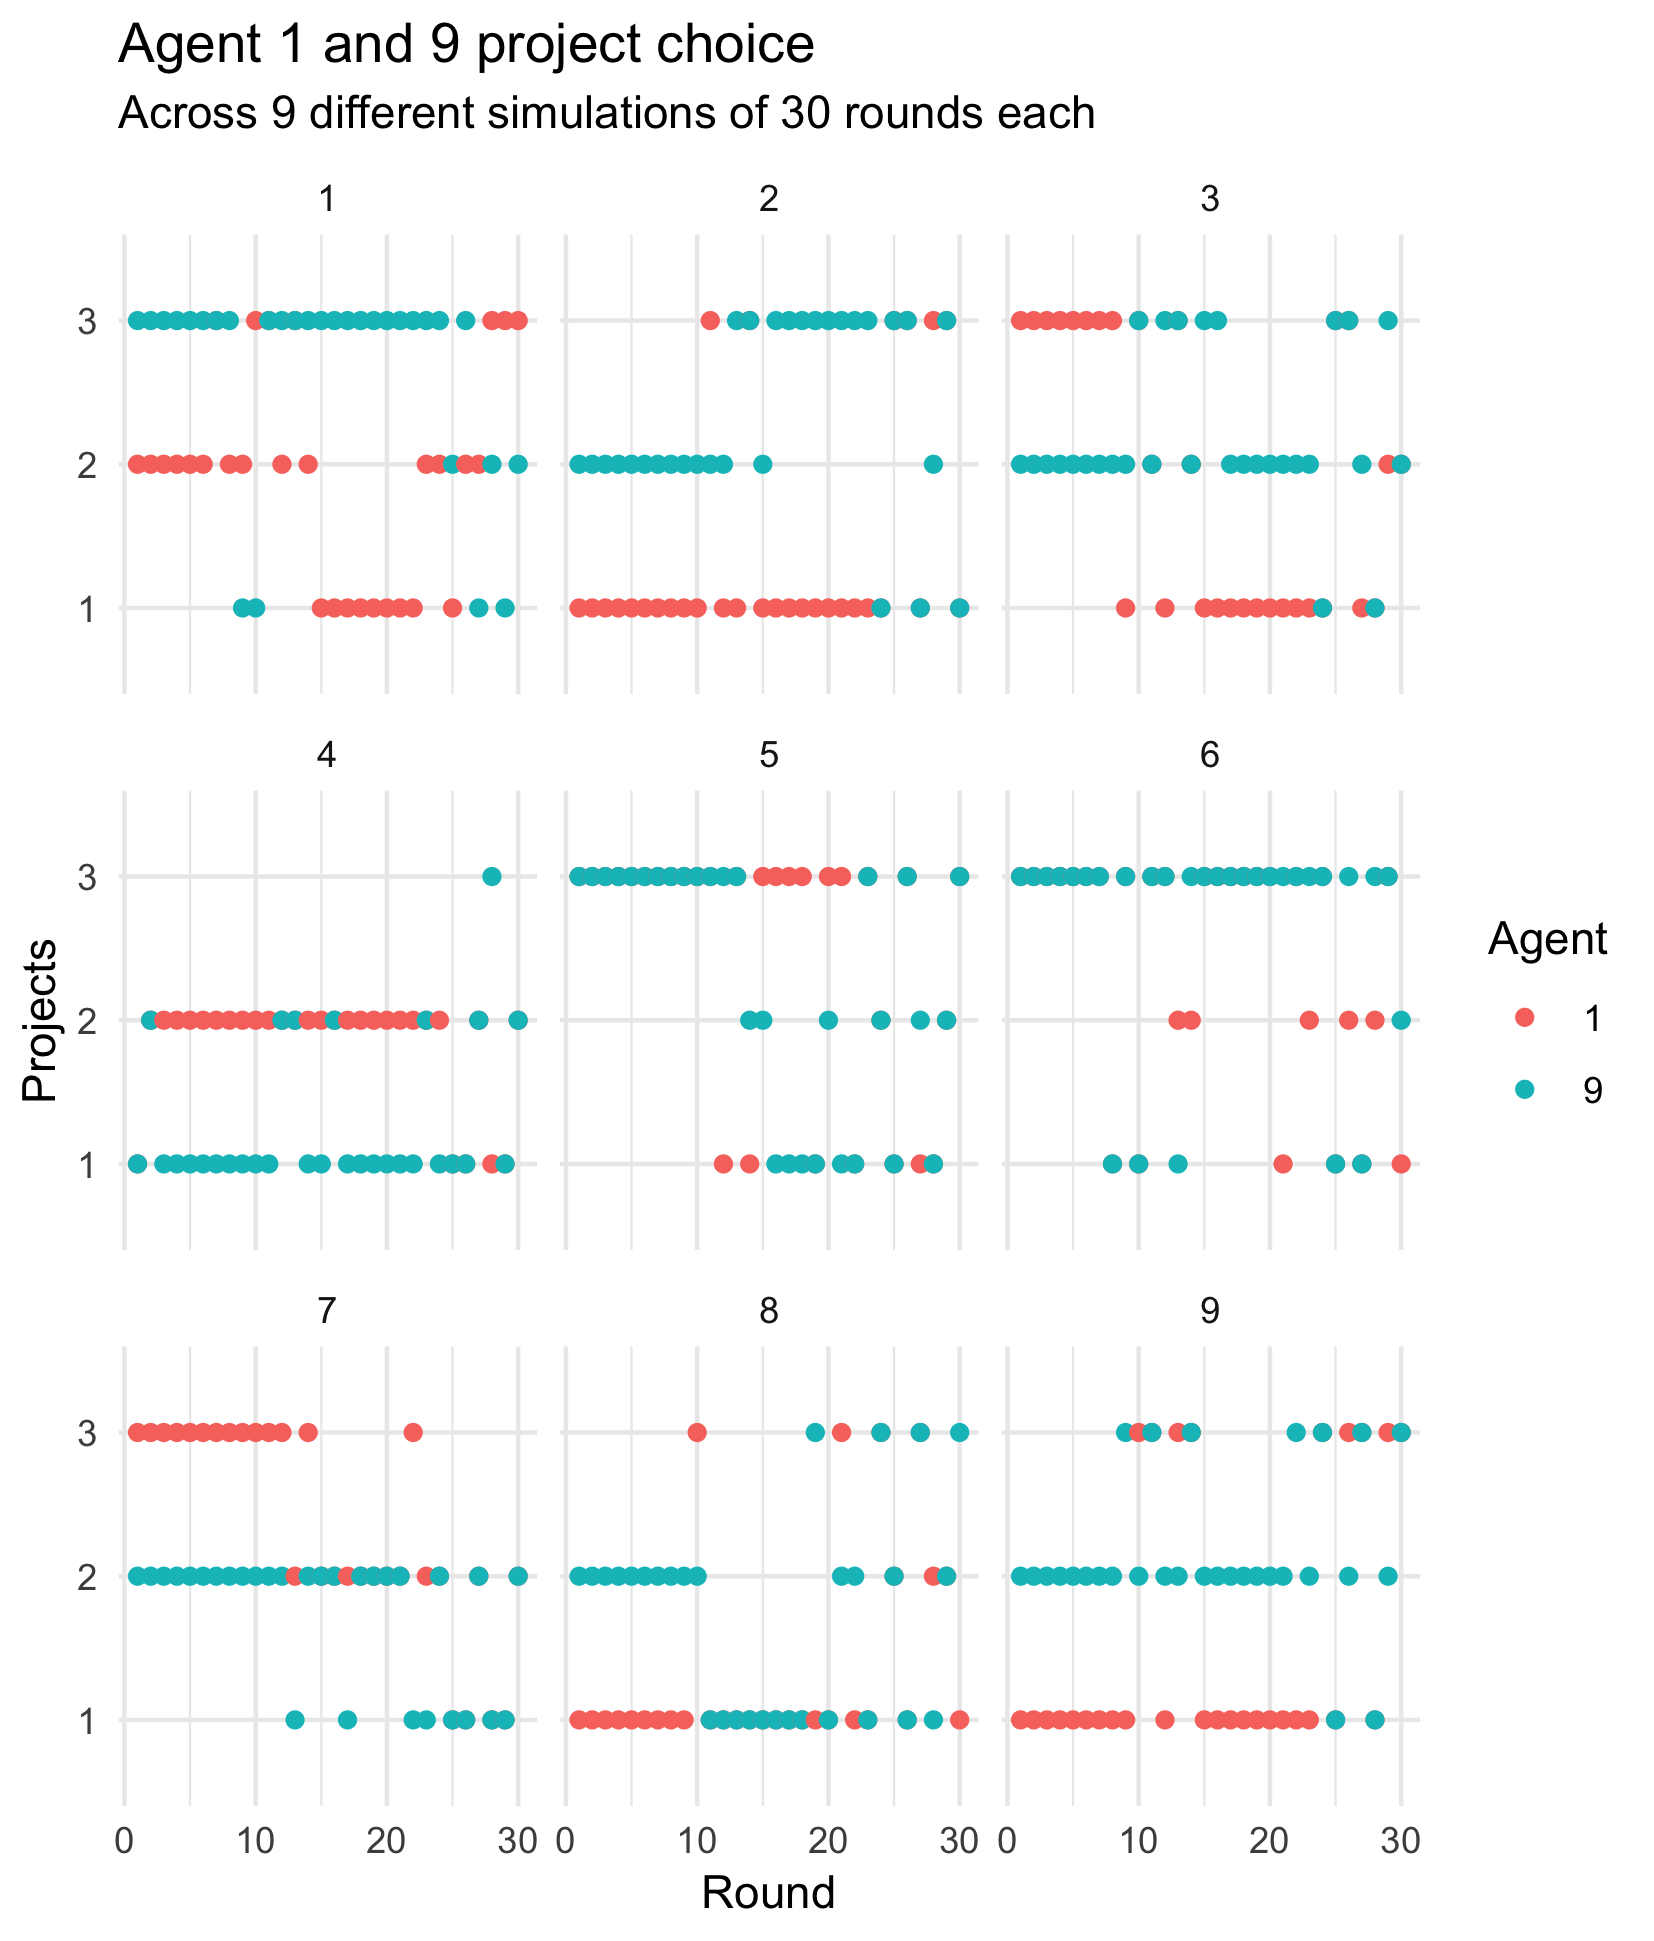 Agent 1 and 9 project choice
Across 9 different simulations of 30 rounds each
1 2 3
3
2
1
4 5 6
3
2
1
Projects
Agent
1
9
7 8 9
3
2
1
0 10 20 30 0 10 20 30 0 10 20 30
Round